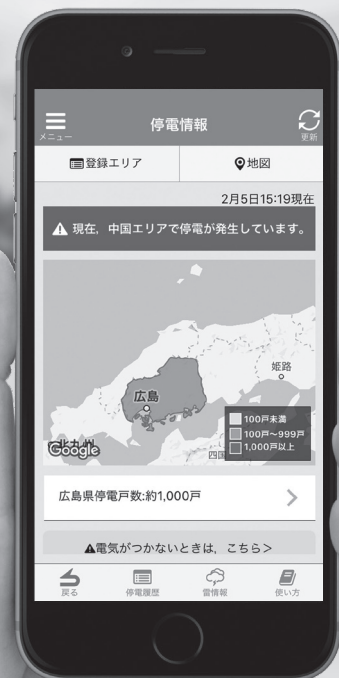 メニュー
停電情報
更新
登録エリア
地図
2月5日15:19現在
現在，中国エリアで停電が発生しています。
広島
姫路
北九州
四国
Google
100戸未満
100戸～999戸
1,000戸以上
広島県停電戸数:約1,000戸
電気がつかないときは，こちら＞
戻る
停電履歴
雷情報
使い方